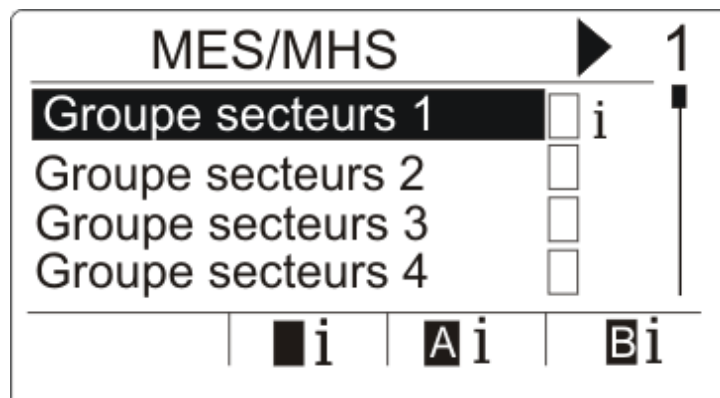 MES/MHS 1
Groupe secteurs 1 i
Groupe secteurs 2
Groupe secteurs 3
Groupe secteurs 4
i A i B i